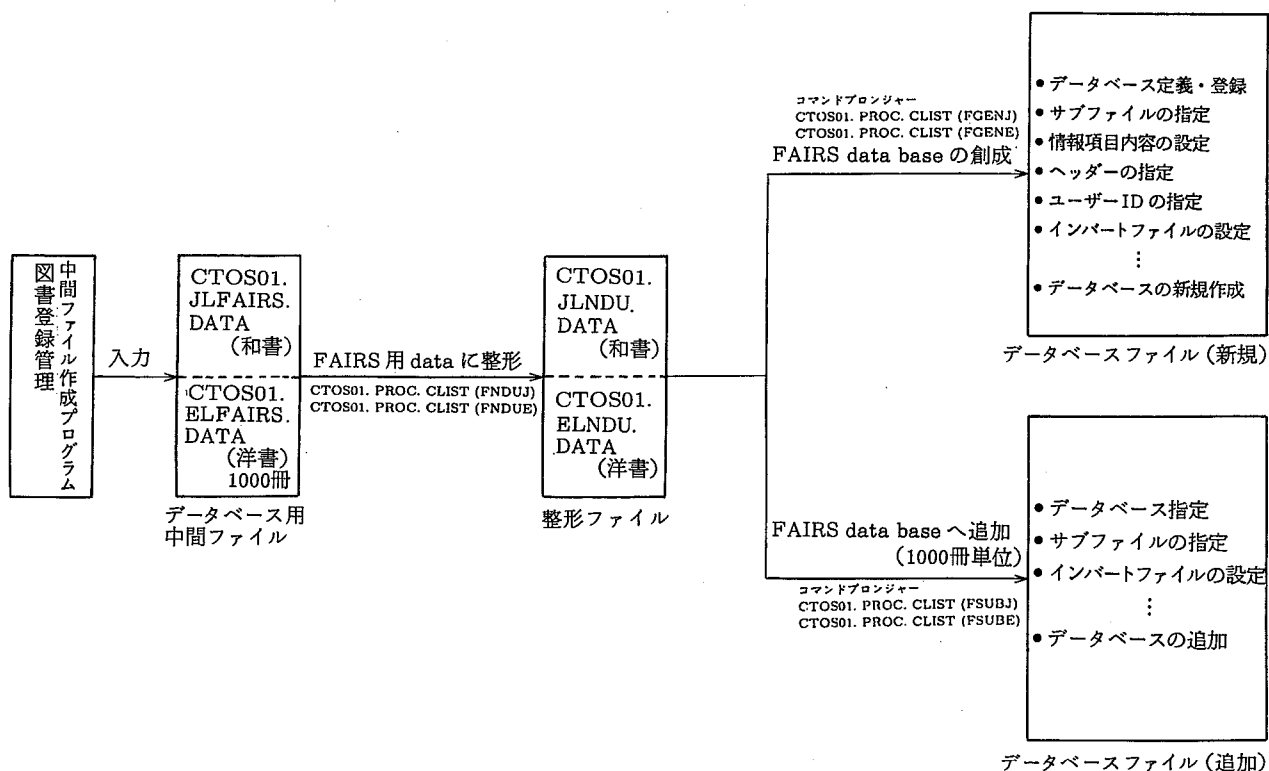 図書登録管理
中間ファイル作成プログラム
入力
CTOS01.
JLFAIRS.
DATA
(和書)
CTOS01.
ELFAIRS.
DATA
(洋書)
1000冊
データベース用
中間ファイル
FAIRS 用 data に整形
CTOS01. PROC. CLIST (FNDUJ)
CTOS01. PROC. CLIST (FNDUE)
CTOS01.
JLNDU.
DATA
(和書)
CTOS01.
ELNDU.
DATA
(洋書)
整形ファイル
コマンドプロンジャー
CTOS01. PROC. CLIST (FGENJ)
CTOS01. PROC. CLIST (FGENE)
FAIRS data base の創成
● データベース定義・登録
● サブファイルの指定
● 情報項目内容の設定
● ヘッダーの指定
● ユーザーID の指定
● インバートファイルの設定
⋮
● データベースの新規作成
データベースファイル (新規)
FAIRS data base へ追加
(1000冊単位)
コマンドプロンジャー
CTOS01. PROC. CLIST (FSUBJ)
CTOS01. PROC. CLIST (FSUBE)
● データベース指定
● サブファイルの指定
● インバートファイルの設定
⋮
● データベースの追加
データベースファイル (追加)